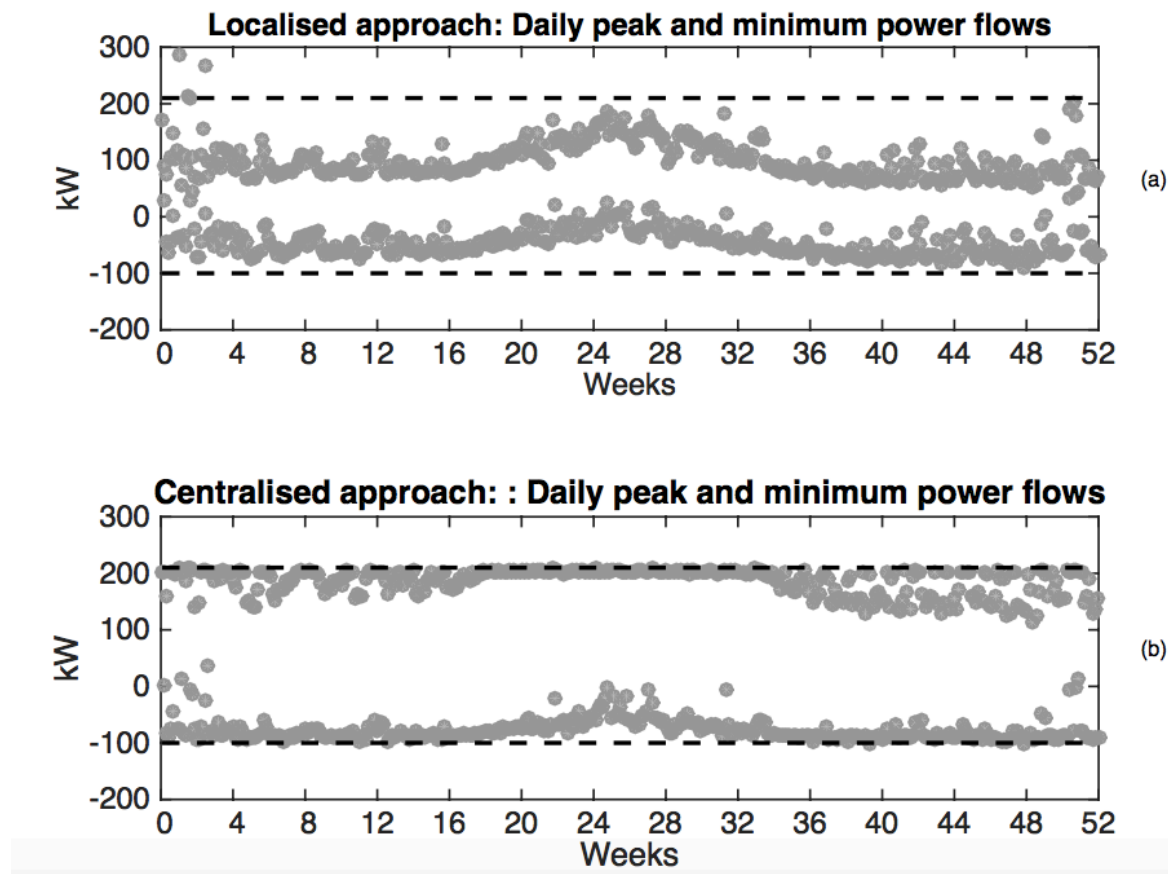 Localised approach: Daily peak and minimum power flows
300
200
100
0
-100
-200
kW
0 4 8 12 16 20 24 28 32 36 40 44 48 52
Weeks
(a)
Centralised approach: : Daily peak and minimum power flows
300
200
100
0
-100
-200
kW
0 4 8 12 16 20 24 28 32 36 40 44 48 52
Weeks
(b)